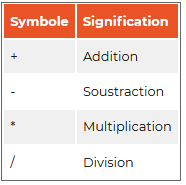 Symbole Signification
+ Addition
- Soustraction
* Multiplication
/ Division